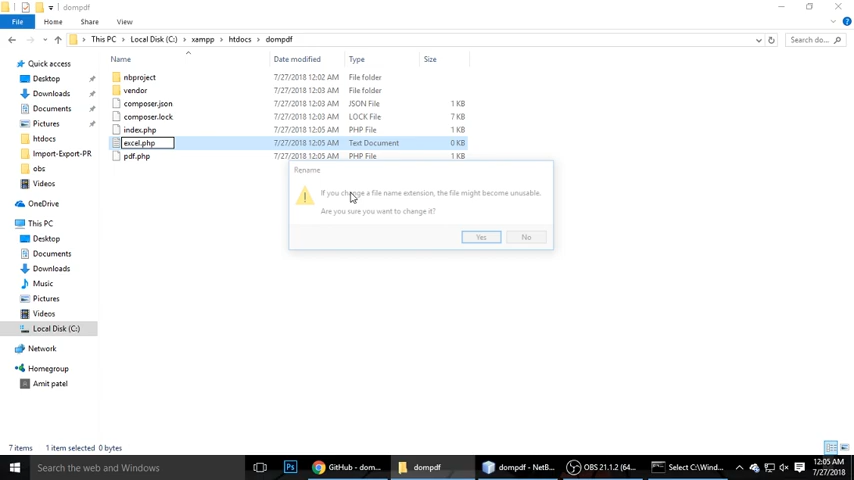 dompdf
File Home Share View
This PC Local Disk (C:) xampp htdocs dompdf Search do...
Name Date modified Type Size
Quick access
Desktop
Downloads
Documents
Pictures
htdocs
Import-Export-PR
obs
Videos
OneDrive
This PC
Desktop
Documents
Downloads
Music
Pictures
Videos
Local Disk (C:)
Network
Homegroup
Amit patel
nbproject 7/27/2018 12:02 AM File folder
vendor 7/27/2018 12:03 AM File folder
composer.json 7/27/2018 12:03 AM JSON File 1 KB
composer.lock 7/27/2018 12:03 AM LOCK File 7 KB
index.php 7/27/2018 12:05 AM PHP File 1 KB
excel.php 7/27/2018 12:05 AM Text Document 0 KB
pdf.php 7/27/2018 12:05 AM PHP File 1 KB
Rename
If you change a file name extension, the file might become unusable.
Are you sure you want to change it?
Yes No
7 items 1 item selected 0 bytes
Search the web and Windows Ps GitHub - dom... dompdf dompdf - NetB... OBS 21.1.2 (64... Select C:\Wind... 12:05 AM
7/27/2018